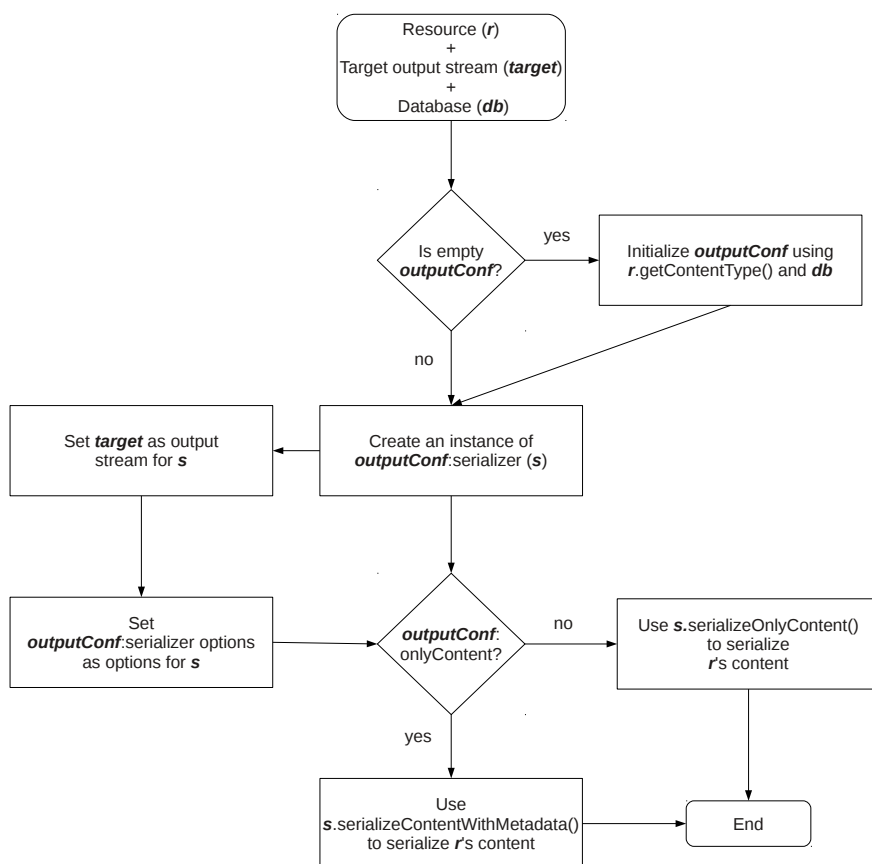 Resource (r)
+
Target output stream (target)
+
Database (db)
Is empty
outputConf?
yes
Initialize outputConf using
r.getContentType() and db
no
Set target as output
stream for s
Create an instance of
outputConf:serializer (s)
Set
outputConf:serializer options
as options for s
outputConf:
onlyContent?
no
Use s.serializeOnlyContent()
to serialize
r's content
yes
Use
s.serializeContentWithMetadata()
to serialize r's content
End